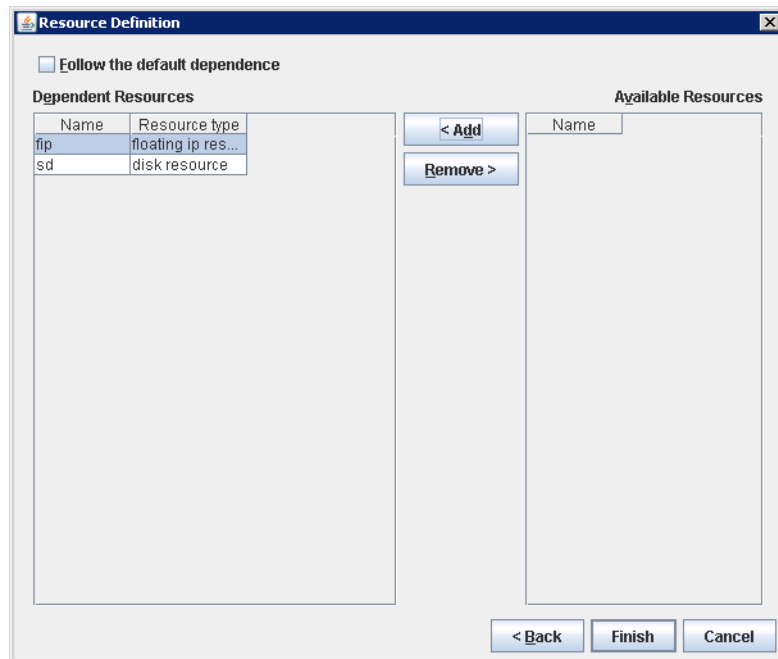 Resource Definition
Follow the default dependence
Dependent Resources
Available Resources
Name Resource type
fip floating ip res...
sd disk resource
< Add
Remove >
Name
< Back Finish Cancel